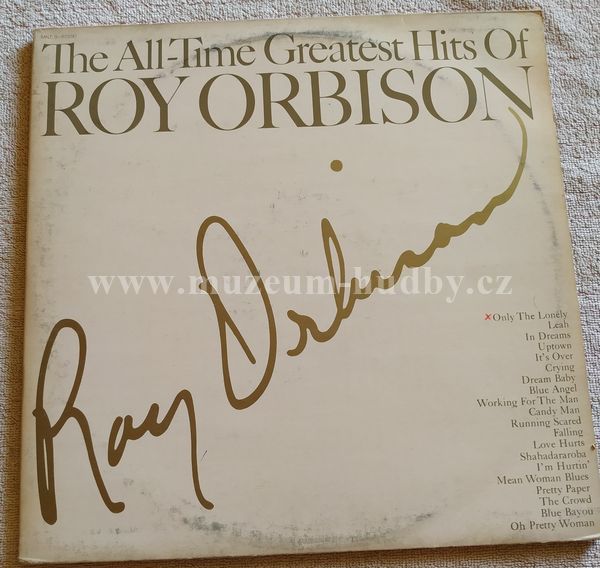 The All-Time Greatest Hits Of
ROY ORBISON
Roy Orbison
www.muzeum-hudby.cz
Only The Lonely
Leah
In Dreams
Uptown
It's Over
Crying
Dream Baby
Blue Angel
Working For The Man
Candy Man
Running Scared
Falling
Love Hurts
Shahadararoba
I'm Hurtin'
Mean Woman Blues
Pretty Paper
The Crowd
Blue Bayou
Oh Pretty Woman